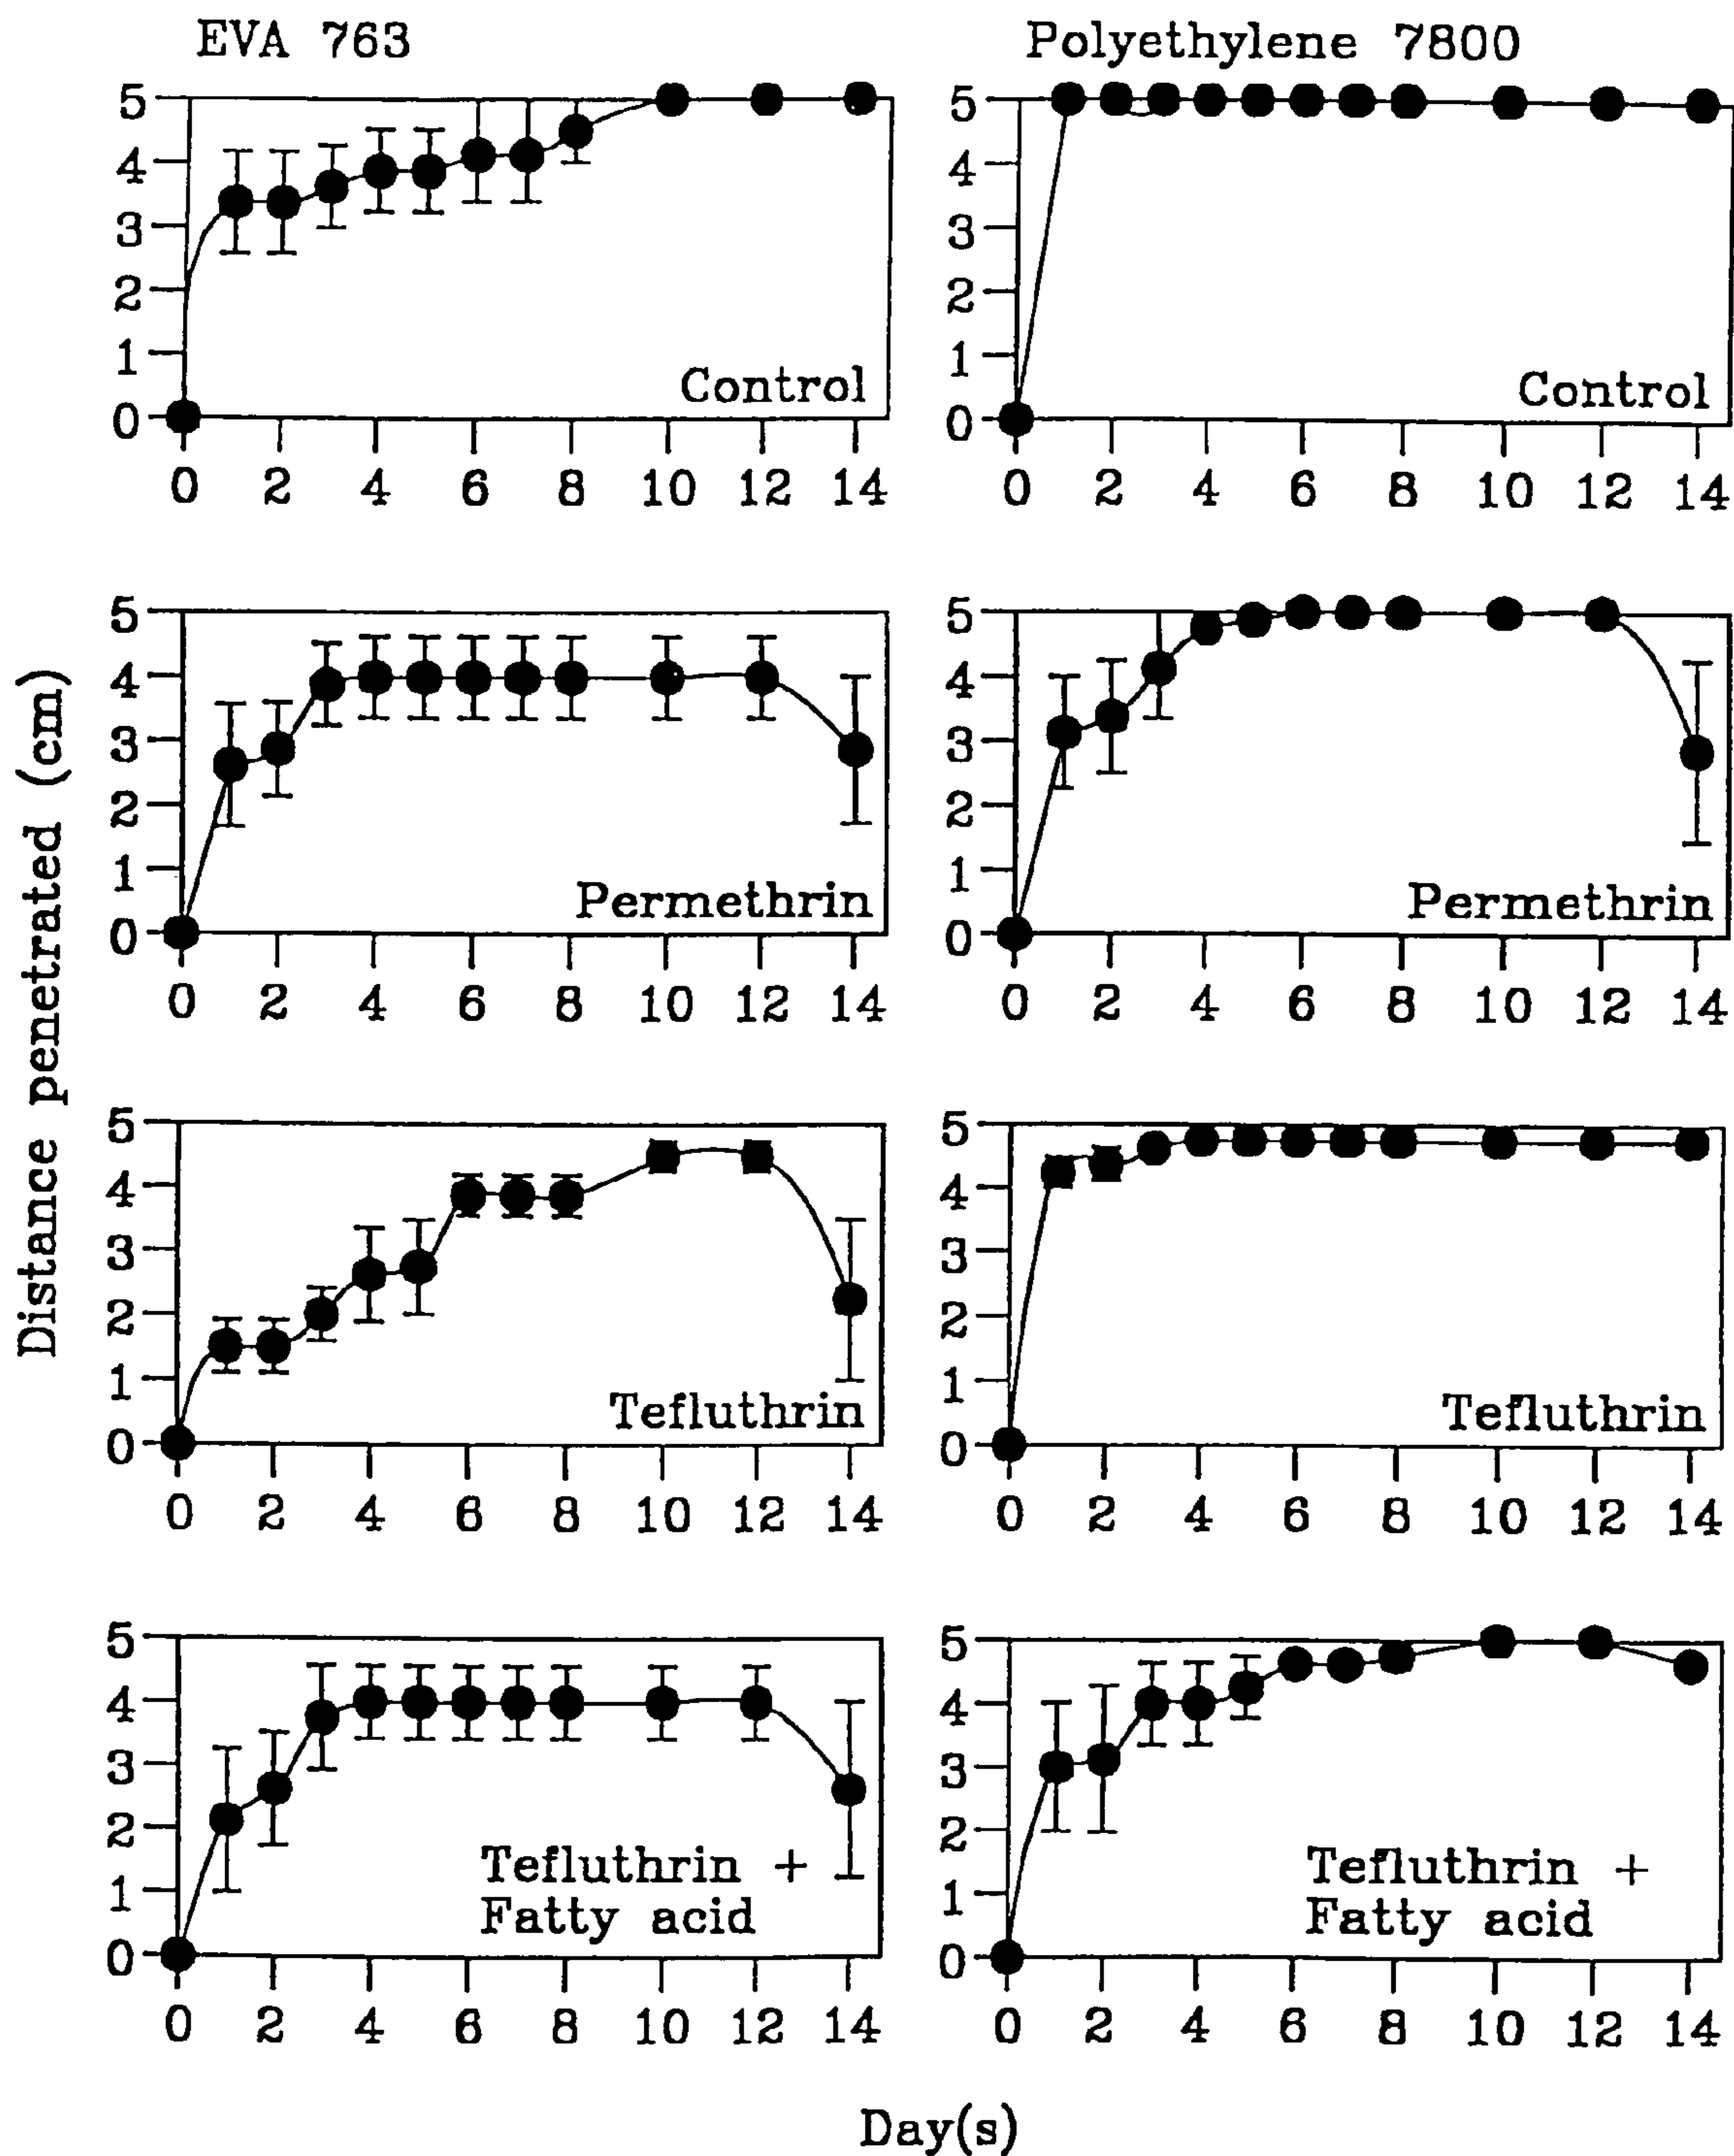 EVA 763 Polyethylene 7800
Distance penetrated (cm)
5
4
3
2
1
0
Control
0 2 4 6 8 10 12 14
5
4
3
2
1
0
Control
0 2 4 6 8 10 12 14
5
4
3
2
1
0
Permethrin
0 2 4 6 8 10 12 14
5
4
3
2
1
0
Permethrin
0 2 4 6 8 10 12 14
5
4
3
2
1
0
Tefluthrin
0 2 4 6 8 10 12 14
5
4
3
2
1
0
Tefluthrin
0 2 4 6 8 10 12 14
5
4
3
2
1
0
Tefluthrin +
Fatty acid
0 2 4 6 8 10 12 14
5
4
3
2
1
0
Tefluthrin +
Fatty acid
0 2 4 6 8 10 12 14
Day(s)